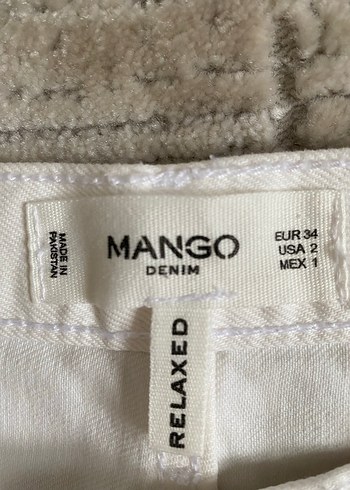 MADE IN
PAKISTAN
MANGO
DENIM
EUR 34
USA 2
MEX 1
RELAXED